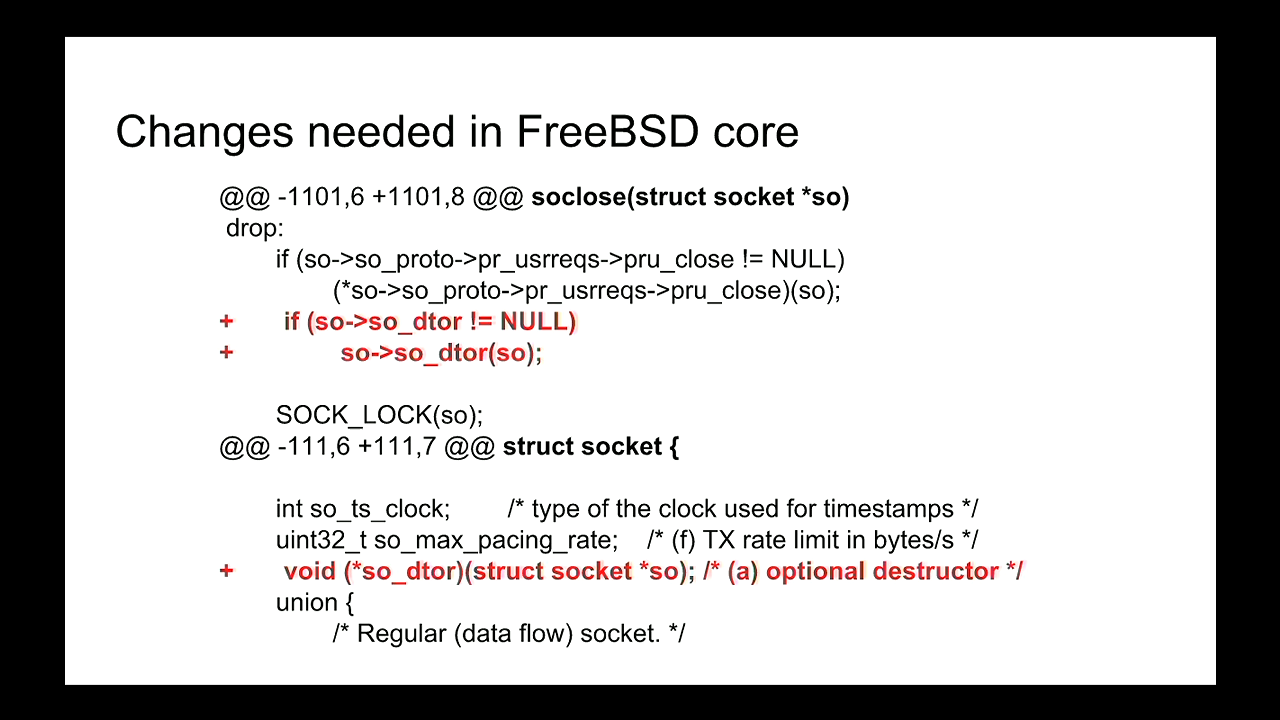 Changes needed in FreeBSD core
@@ -1101,6 +1101,8 @@ soclose(struct socket *so)
drop:
if (so->so_proto->pr_usrreqs->pru_close != NULL)
(*so->so_proto->pr_usrreqs->pru_close)(so);
+ if (so->so_dtor != NULL)
+ so->so_dtor(so);
SOCK_LOCK(so);
@@ -111,6 +111,7 @@ struct socket {
int so_ts_clock; /* type of the clock used for timestamps */
uint32_t so_max_pacing_rate; /* (f) TX rate limit in bytes/s */
+ void (*so_dtor)(struct socket *so); /* (a) optional destructor */
union {
/* Regular (data flow) socket. */